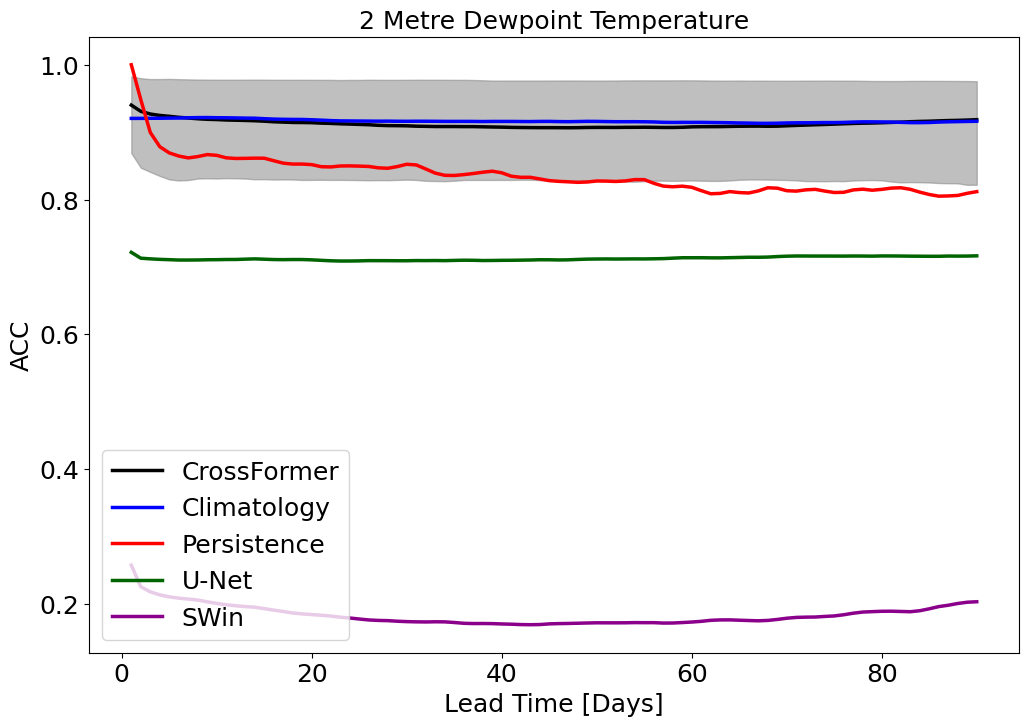 2 Metre Dewpoint Temperature
ACC
1.0
0.8
0.6
0.4
0.2
CrossFormer
Climatology
Persistence
U-Net
SWin
0 20 40 60 80
Lead Time [Days]